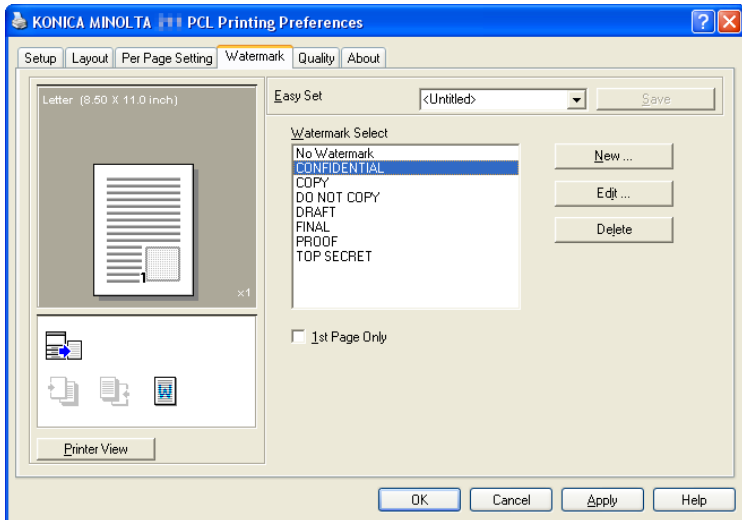 KONICA MINOLTA PCL Printing Preferences
Setup Layout Per Page Setting Watermark Quality About
Letter (8.50 X 11.0 inch)
1
x1
W
Printer View
Easy Set <Untitled> Save
Watermark Select
No Watermark
CONFIDENTIAL
COPY
DO NOT COPY
DRAFT
FINAL
PROOF
TOP SECRET
New ...
Edit ...
Delete
1st Page Only
OK Cancel Apply Help